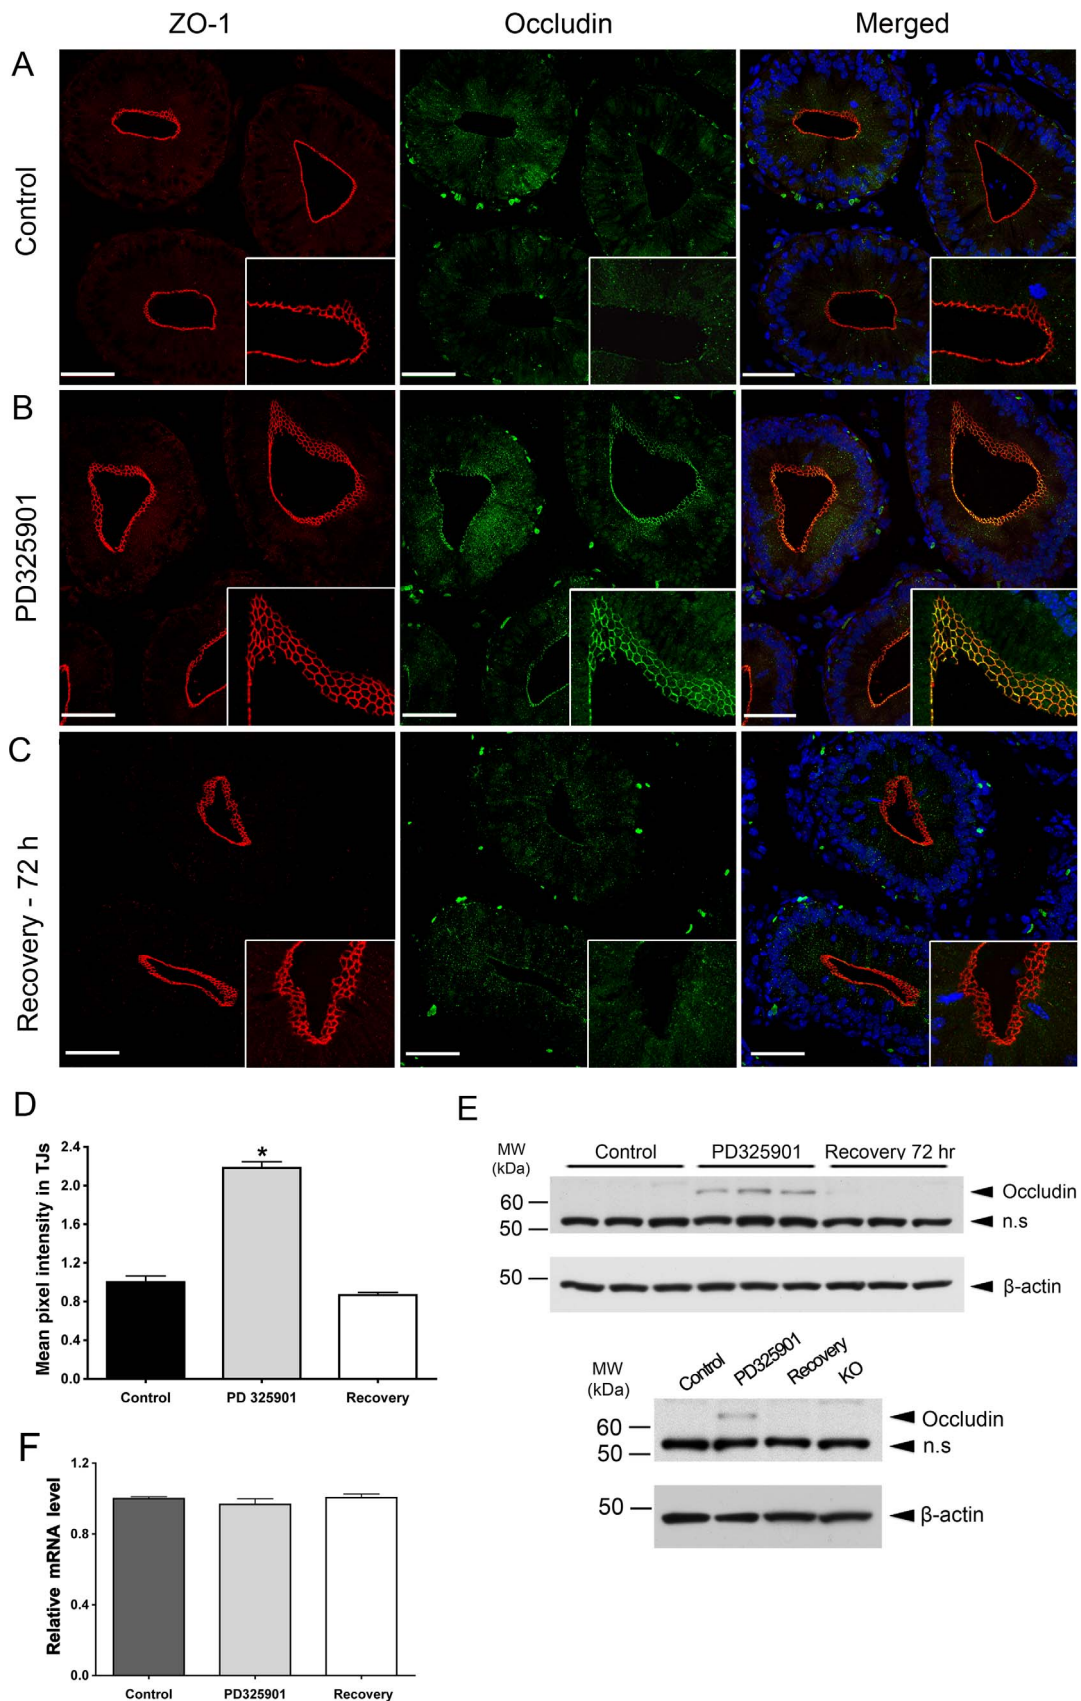 ZO-1 Occludin Merged
A
Control
B
PD325901
C
Recovery - 72 h
D
Mean pixel intensity in TJs
2.4
2.0
1.6
1.2
0.8
0.4
0.0
*
Control PD 325901 Recovery
E
MW
(kDa)
Control PD325901 Recovery 72 hr
60
50
Occludin
n.s
50
β-actin
MW
(kDa)
Control PD325901 Recovery KO
60
50
Occludin
n.s
50
β-actin
F
Relative mRNA level
1.2
0.8
0.4
0.0
Control PD325901 Recovery